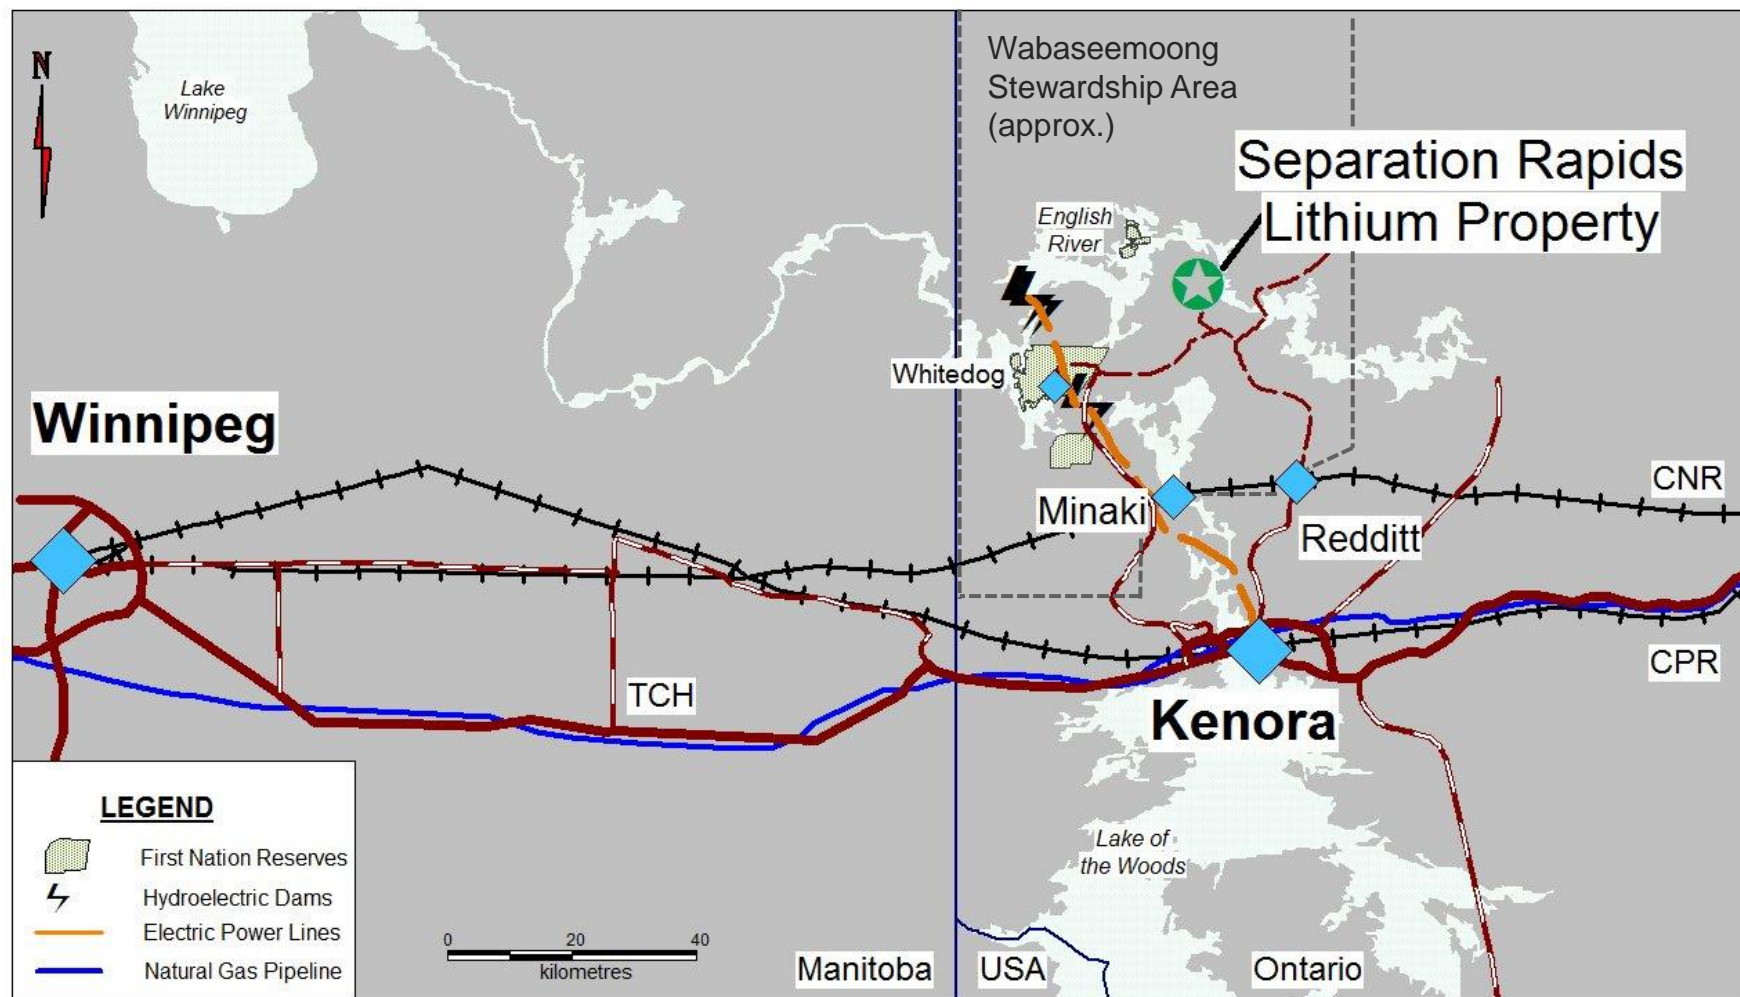 N
Lake
Winnipeg
Wabaseemoong
Stewardship Area
(approx.)
Separation Rapids
Lithium Property
English
River
Whitedog
Winnipeg
Minaki
Redditt
CNR
CPR
TCH
Kenora
Lake of
the Woods
LEGEND
First Nation Reserves
Hydroelectric Dams
Electric Power Lines
Natural Gas Pipeline
0 20 40
kilometres
Manitoba
USA
Ontario